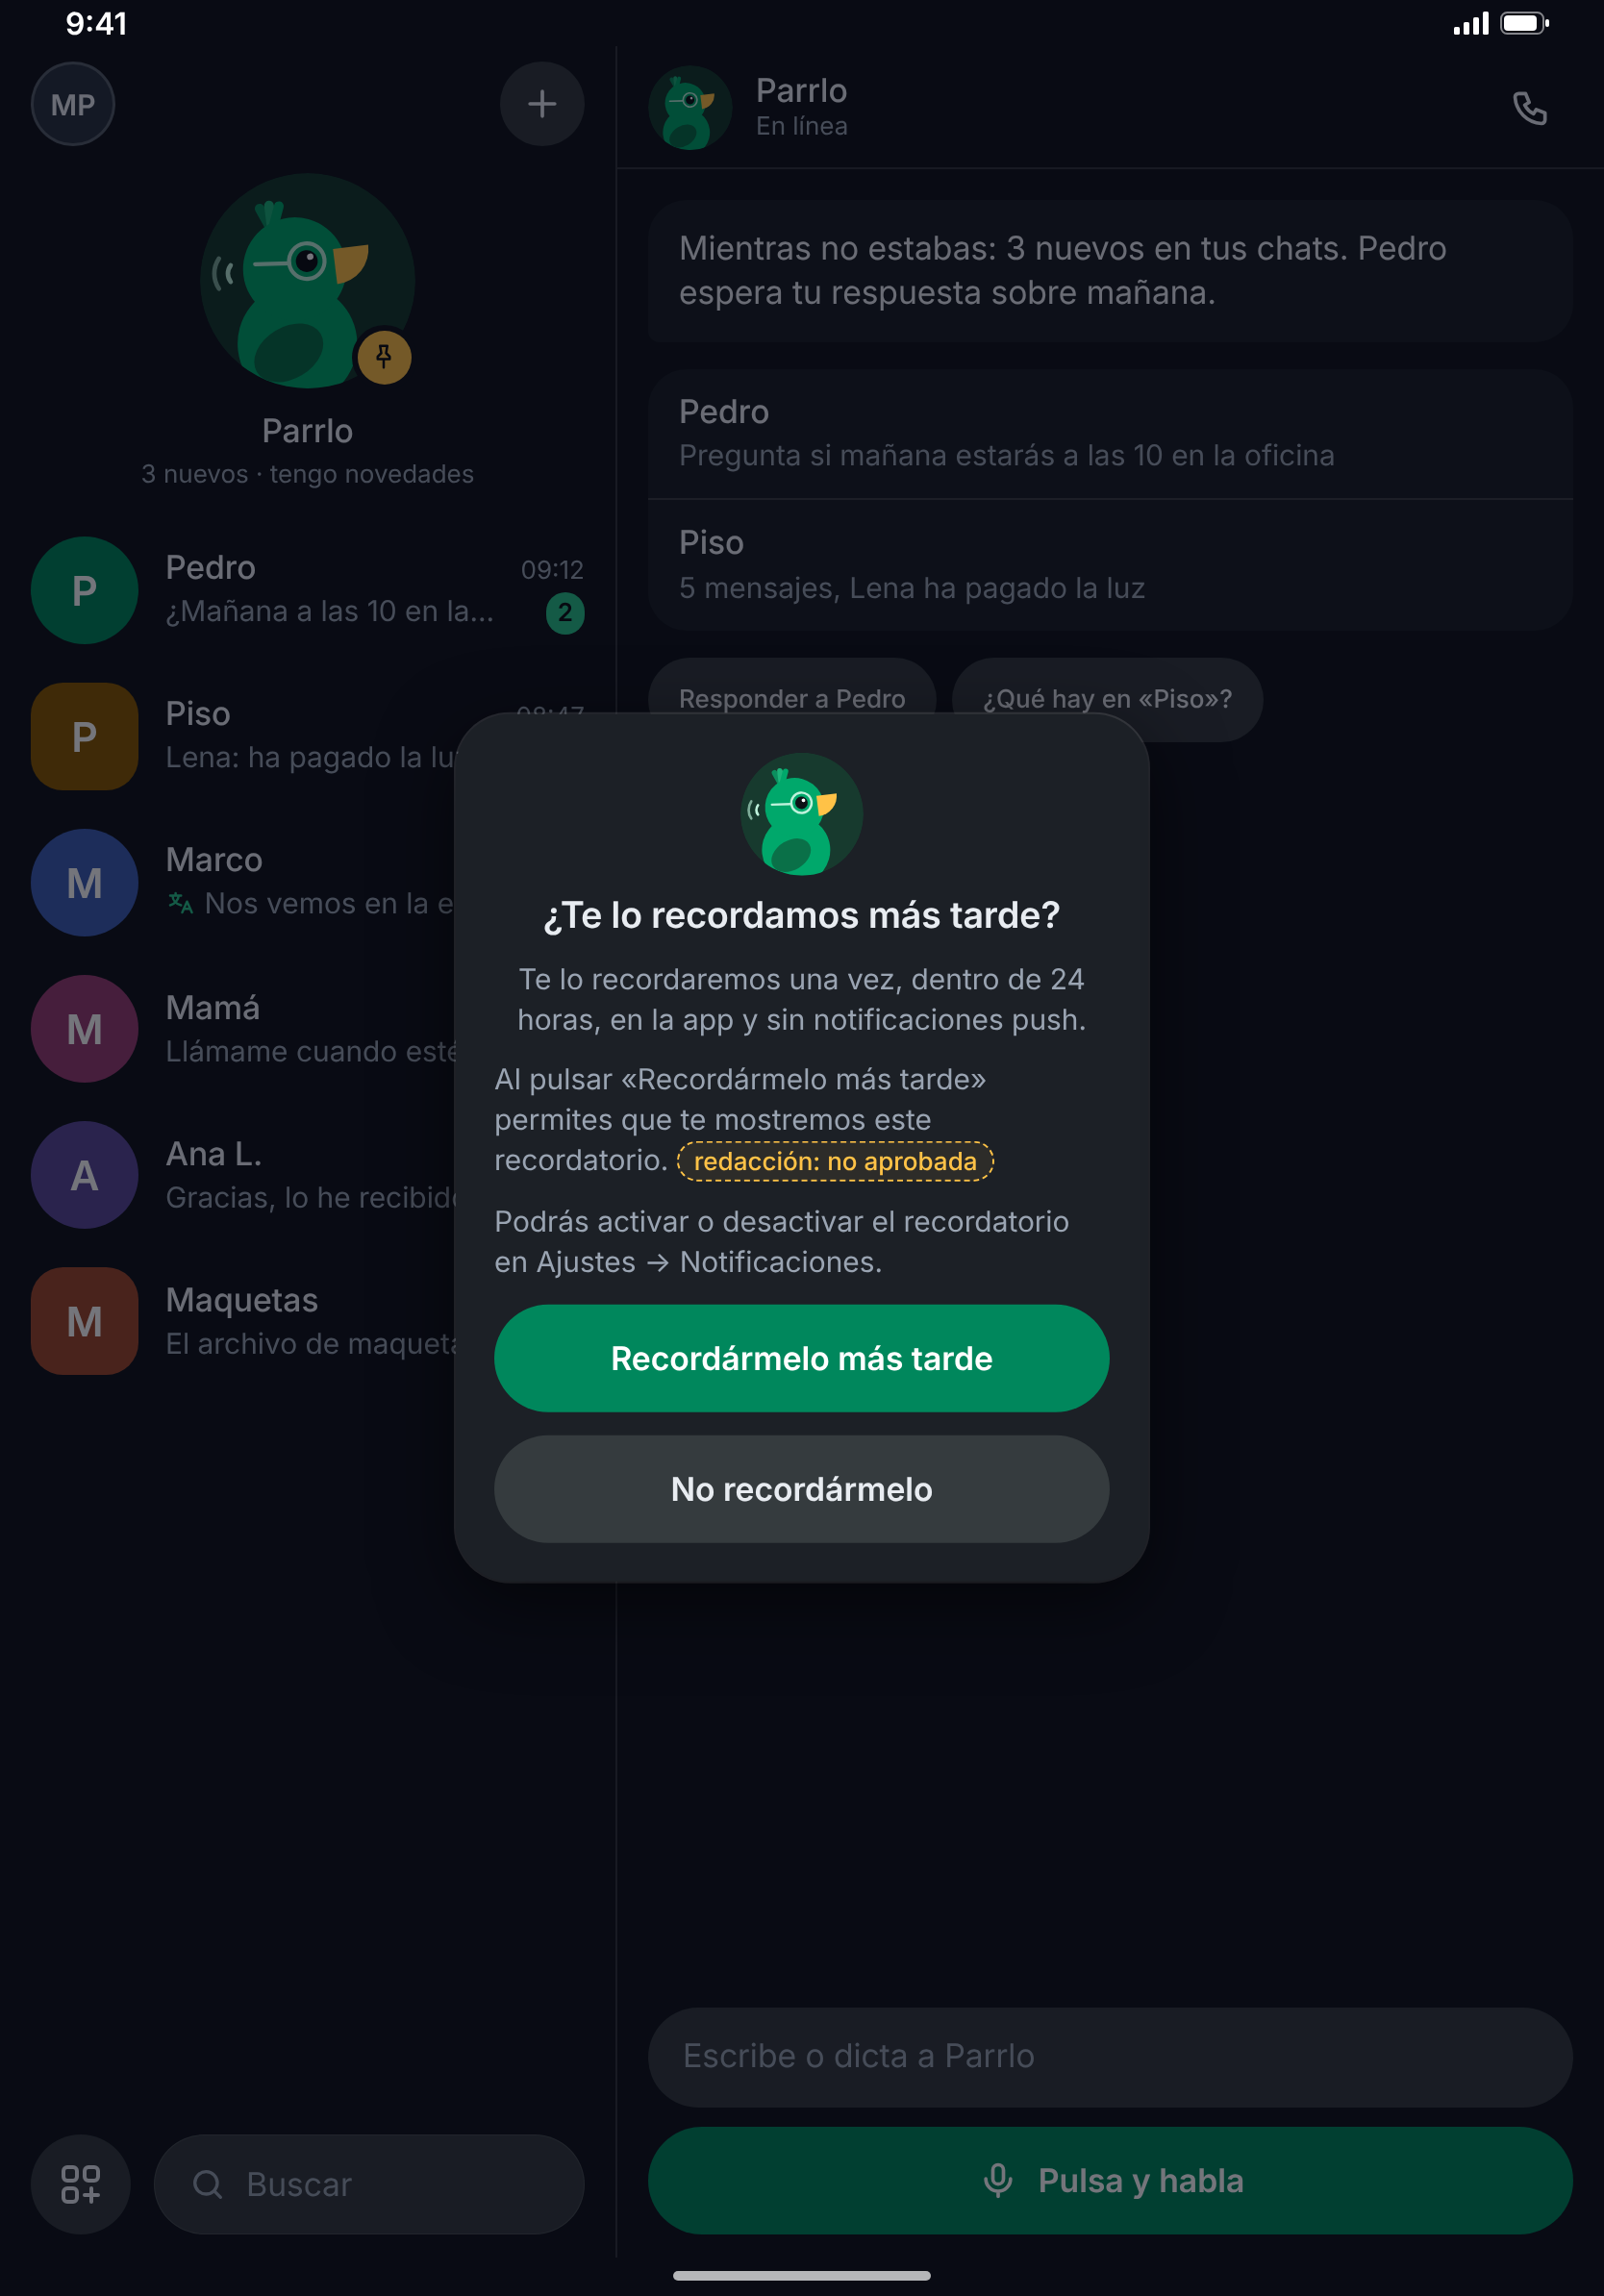 9:41
MP
Parrlo
3 nuevos · tengo novedades
P
Pedro
09:12
¿Mañana a las 10 en la...
2
P
Piso
Lena: ha pagado la
M
Marco
Nos vemos en la
M
Mamá
Llámame cuando
A
Ana L.
Gracias, lo he
M
Maquetas
El archivo de
Buscar
Parrlo
En línea
Mientras no estabas: 3 nuevos en tus chats. Pedro
espera tu respuesta sobre mañana.
Pedro
Pregunta si mañana estarás a las 10 en la oficina
Piso
5 mensajes, Lena ha pagado la luz
Responder a Pedro
¿Qué hay en «Piso»?
¿Te lo recordamos más tarde?
Te lo recordaremos una vez, dentro de 24
horas, en la app y sin notificaciones push.
Al pulsar «Recordármelo más tarde»
permites que te mostremos este
recordatorio. redacción: no aprobada
Podrás activar o desactivar el recordatorio
en Ajustes → Notificaciones.
Recordármelo más tarde
No recordármelo
Escribe o dicta a Parrlo
Pulsa y habla